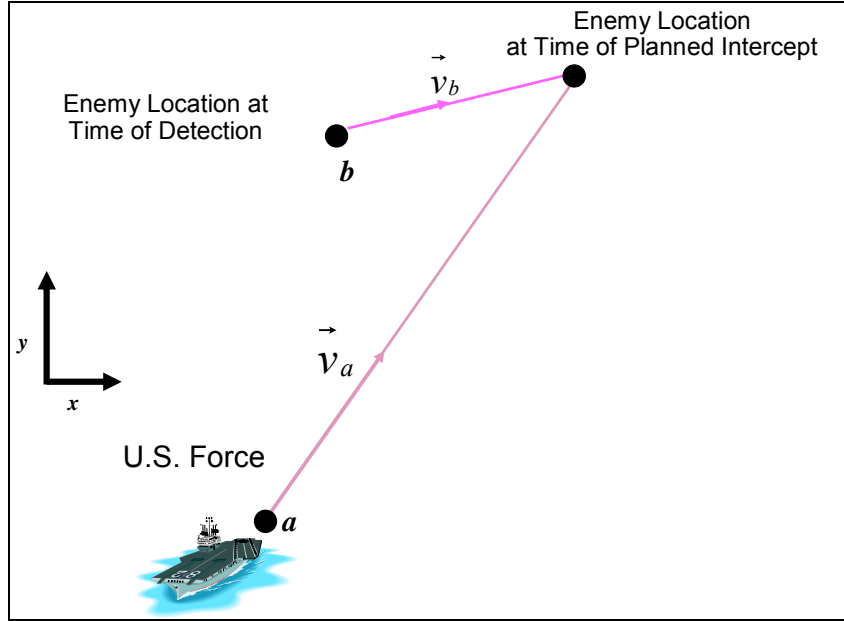 Enemy Location
at Time of Planned Intercept
Enemy Location at
Time of Detection
v_b
b
y
x
v_a
U.S. Force
a